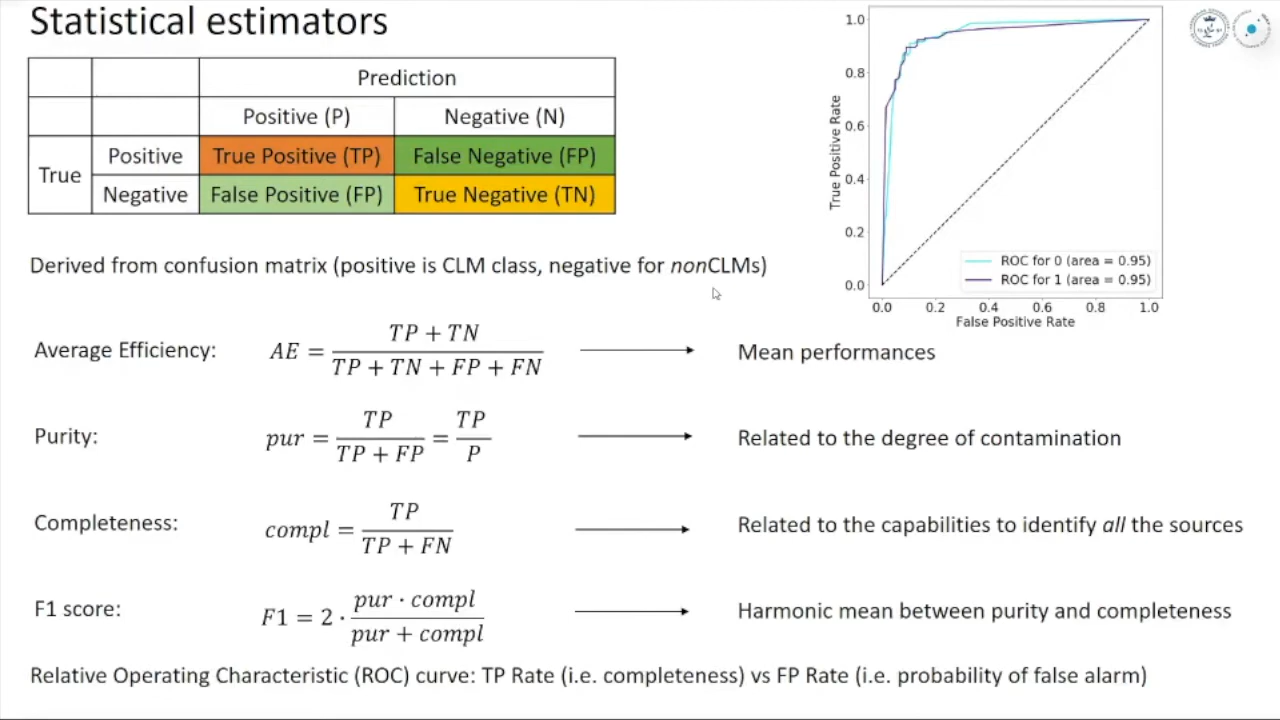 Statistical estimators
Prediction
Positive (P) Negative (N)
True
Positive True Positive (TP) False Negative (FP)
Negative False Positive (FP) True Negative (TN)
Derived from confusion matrix (positive is CLM class, negative for nonCLMs)
Average Efficiency: AE = (TP + TN) / (TP + TN + FP + FN) Mean performances
Purity: pur = TP / (TP + FP) = TP / P Related to the degree of contamination
Completeness: compl = TP / (TP + FN) Related to the capabilities to identify all the sources
F1 score: F1 = 2 · (pur · compl) / (pur + compl) Harmonic mean between purity and completeness
Relative Operating Characteristic (ROC) curve: TP Rate (i.e. completeness) vs FP Rate (i.e. probability of false alarm)
True Positive Rate
1.0
0.8
0.6
0.4
0.2
0.0
ROC for 0 (area = 0.95)
ROC for 1 (area = 0.95)
0.0 0.2 0.4 0.6 0.8 1.0
False Positive Rate